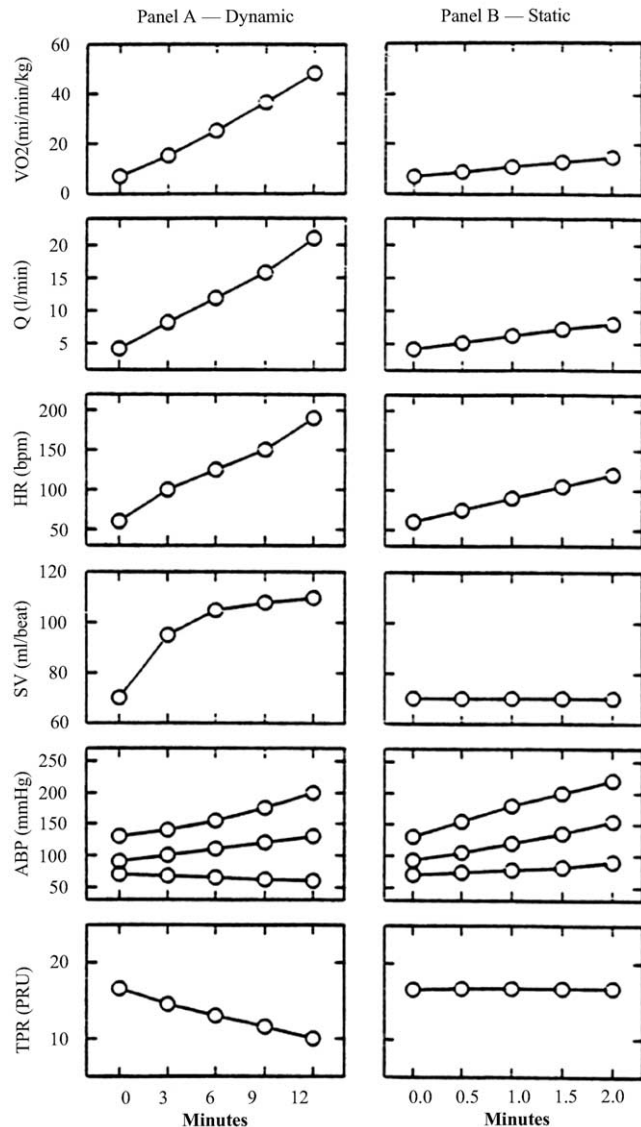 Panel A — Dynamic
Panel B — Static
VO2(mi/min/kg)
60
40
20
0
Q (l/min)
20
15
10
5
HR (bpm)
200
150
100
50
SV (ml/beat)
120
100
80
60
ABP (mmHg)
250
200
150
100
50
TPR (PRU)
20
10
0 3 6 9 12
0.0 0.5 1.0 1.5 2.0
Minutes
Minutes